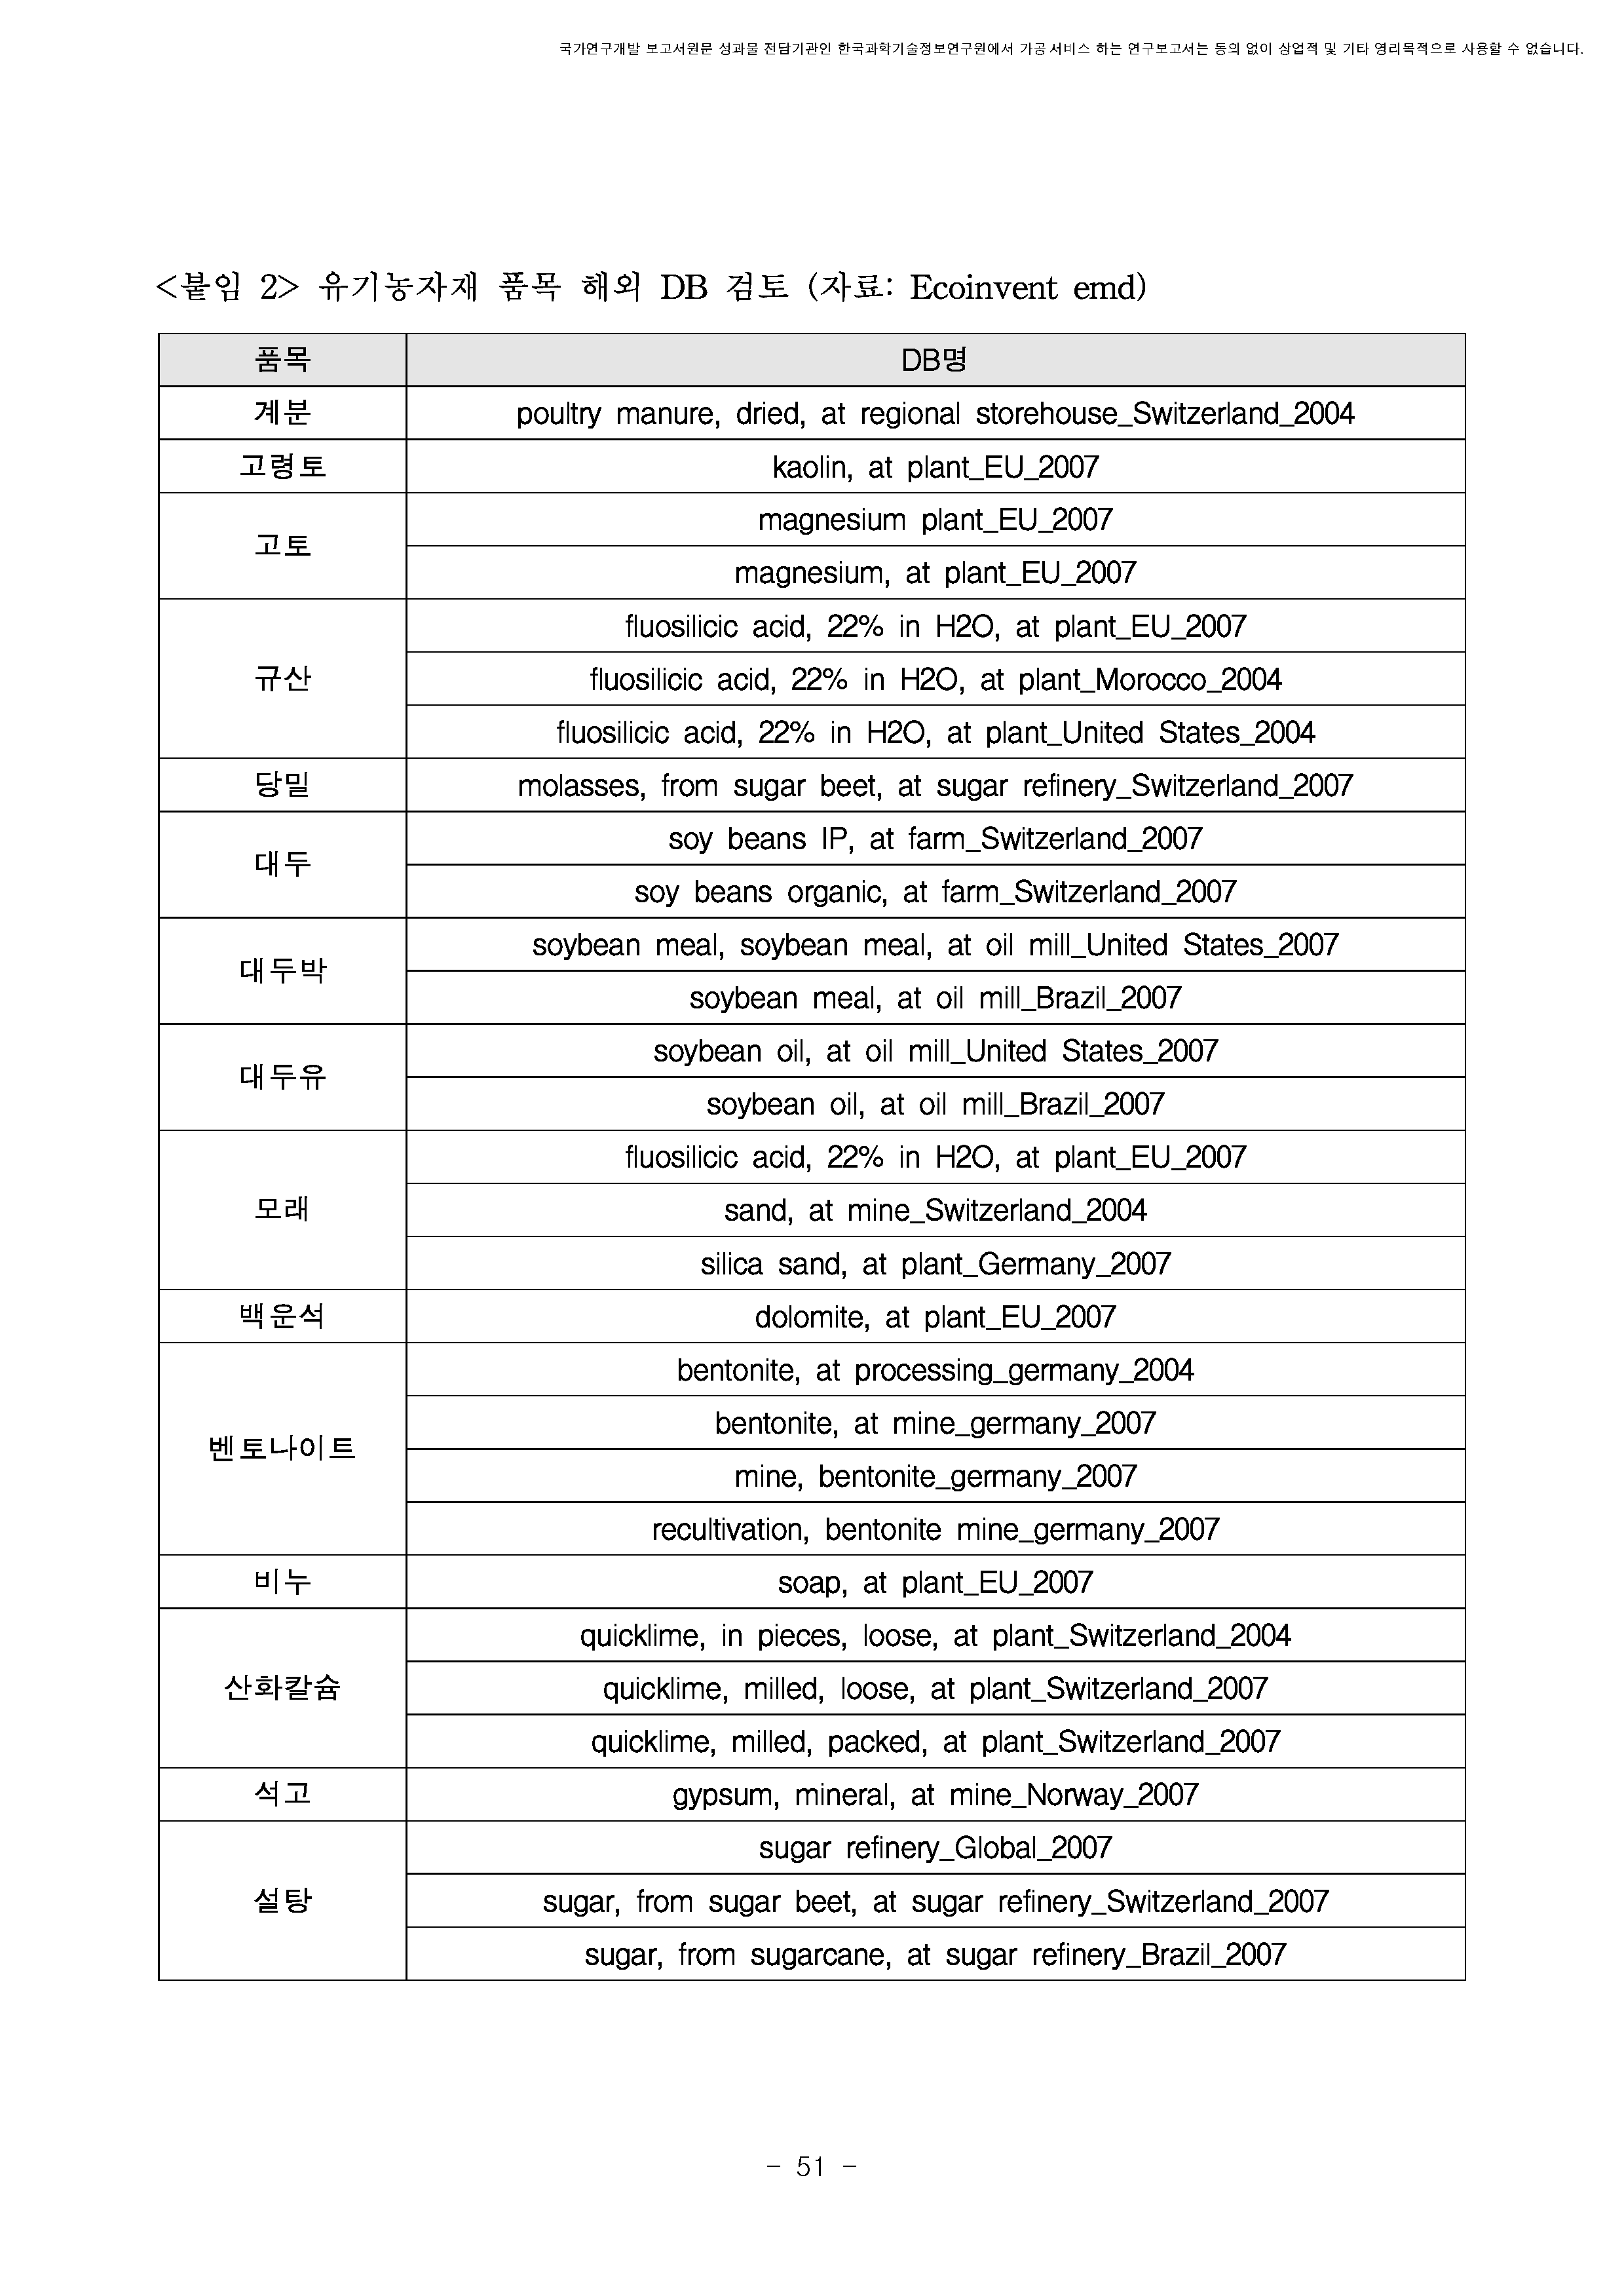 국가연구개발 보고서원문 성과물 전담기관인 한국과학기술정보연구원에서 가공·서비스 하는 연구보고서는 동의 없이 상업적 및 기타 영리목적으로 사용할 수 없습니다.
<붙임 2> 유기농자재 품목 해외 DB 검토 (자료: Ecoinvent emd)
품목 DB명
계분 poultry manure, dried, at regional storehouse_Switzerland_2004
고령토 kaolin, at plant_EU_2007
고토 magnesium plant_EU_2007
magnesium, at plant_EU_2007
규산 fluosilicic acid, 22% in H2O, at plant_EU_2007
fluosilicic acid, 22% in H2O, at plant_Morocco_2004
fluosilicic acid, 22% in H2O, at plant_United States_2004
당밀 molasses, from sugar beet, at sugar refinery_Switzerland_2007
대두 soy beans IP, at farm_Switzerland_2007
soy beans organic, at farm_Switzerland_2007
대두박 soybean meal, soybean meal, at oil mill_United States_2007
soybean meal, at oil mill_Brazil_2007
대두유 soybean oil, at oil mill_United States_2007
soybean oil, at oil mill_Brazil_2007
모래 fluosilicic acid, 22% in H2O, at plant_EU_2007
sand, at mine_Switzerland_2004
silica sand, at plant_Germany_2007
백운석 dolomite, at plant_EU_2007
벤토나이트 bentonite, at processing_germany_2004
bentonite, at mine_germany_2007
mine, bentonite_germany_2007
recultivation, bentonite mine_germany_2007
비누 soap, at plant_EU_2007
산화칼슘 quicklime, in pieces, loose, at plant_Switzerland_2004
quicklime, milled, loose, at plant_Switzerland_2007
quicklime, milled, packed, at plant_Switzerland_2007
석고 gypsum, mineral, at mine_Norway_2007
설탕 sugar refinery_Global_2007
sugar, from sugar beet, at sugar refinery_Switzerland_2007
sugar, from sugarcane, at sugar refinery_Brazil_2007
- 51 -